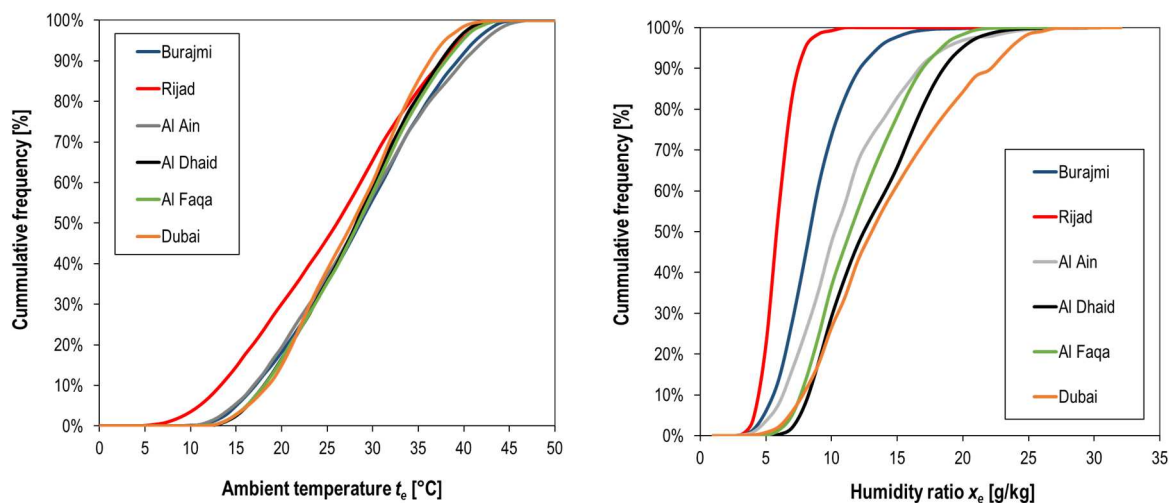 100%
90%
80%
70%
60%
50%
40%
30%
20%
10%
0%
Cummulative frequency [%]
Burajmi
Rijad
Al Ain
Al Dhaid
Al Faqa
Dubai
0 5 10 15 20 25 30 35 40 45 50
Ambient temperature te [°C]
100%
90%
80%
70%
60%
50%
40%
30%
20%
10%
0%
Cummulative frequency [%]
Burajmi
Rijad
Al Ain
Al Dhaid
Al Faqa
Dubai
0 5 10 15 20 25 30 35
Humidity ratio xe [g/kg]